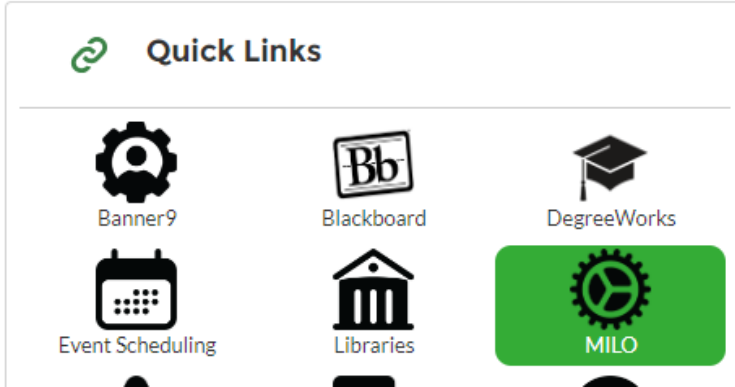 Quick Links
Bb
Banner9 Blackboard DegreeWorks
Event Scheduling Libraries MILO